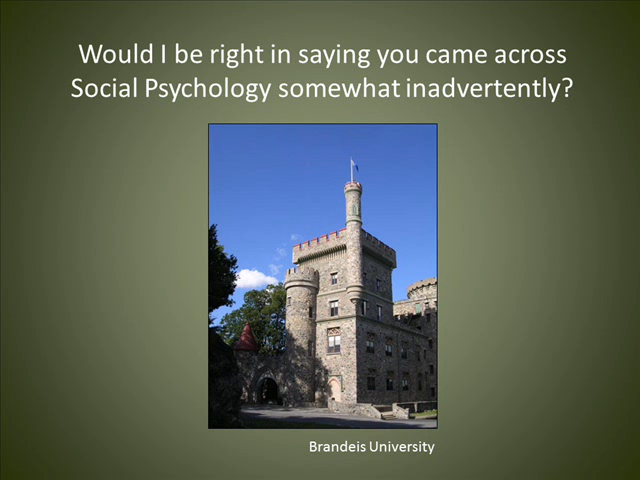 Would I be right in saying you came across
Social Psychology somewhat inadvertently?
Brandeis University